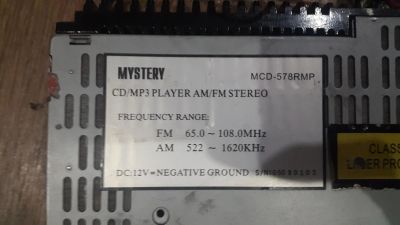 MYSTERY MCD-578RMP
CD/MP3 PLAYER AM/FM STEREO
FREQUENCY RANGE:
FM 65.0 ~ 108.0MHz
AM 522 ~ 1620KHz
DC:12V ⎓ NEGATIVE GROUND
CLASS
LASER PRO